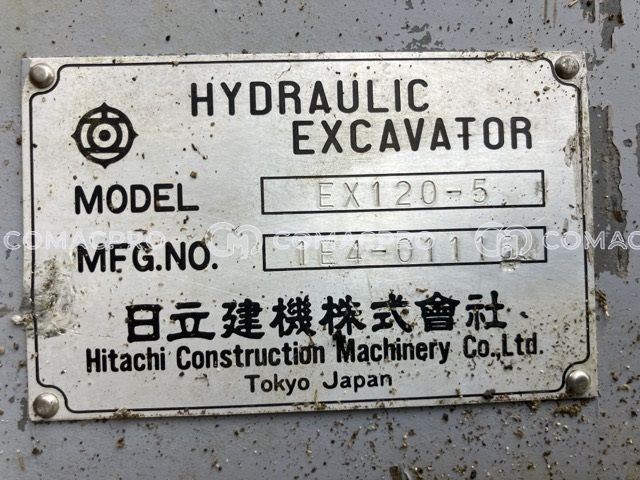 HYDRAULIC
EXCAVATOR
MODEL EX120-5
MFG.NO.
日立建機株式會社
Hitachi Construction Machinery Co.,Ltd.
Tokyo Japan
COMACPRO